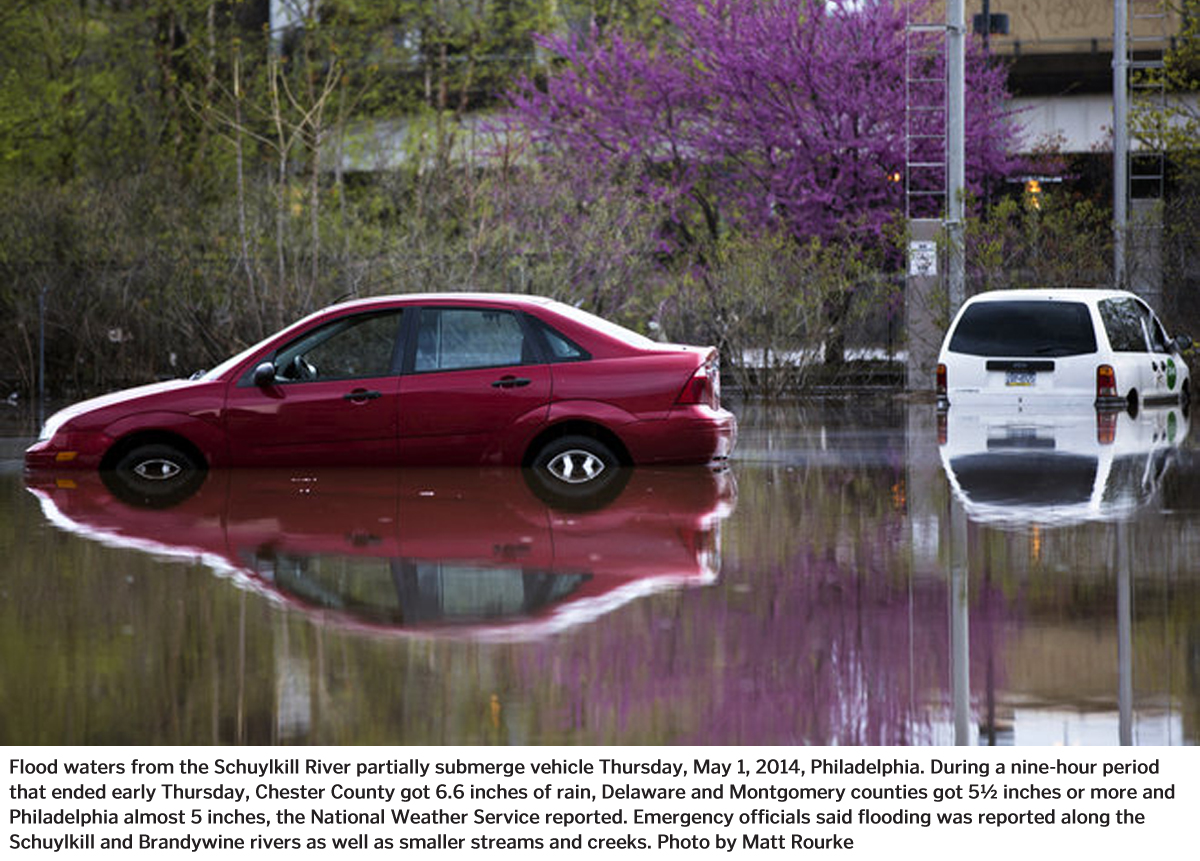 Flood waters from the Schuylkill River partially submerge vehicle Thursday, May 1, 2014, Philadelphia. During a nine-hour period
that ended early Thursday, Chester County got 6.6 inches of rain, Delaware and Montgomery counties got 5½ inches or more and
Philadelphia almost 5 inches, the National Weather Service reported. Emergency officials said flooding was reported along the
Schuylkill and Brandywine rivers as well as smaller streams and creeks. Photo by Matt Rourke